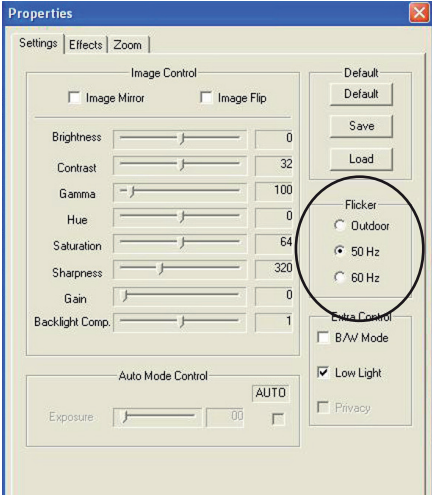 Properties
Settings Effects Zoom
Image Control
Image Mirror Image Flip
Brightness 0
Contrast 32
Gamma 100
Hue 0
Saturation 64
Sharpness 320
Gain 0
Backlight Comp. 1
Auto Mode Control
AUTO
Exposure 00
Default
Default
Save
Load
Flicker
Outdoor
50 Hz
60 Hz
Extra Control
B/W Mode
Low Light
Privacy